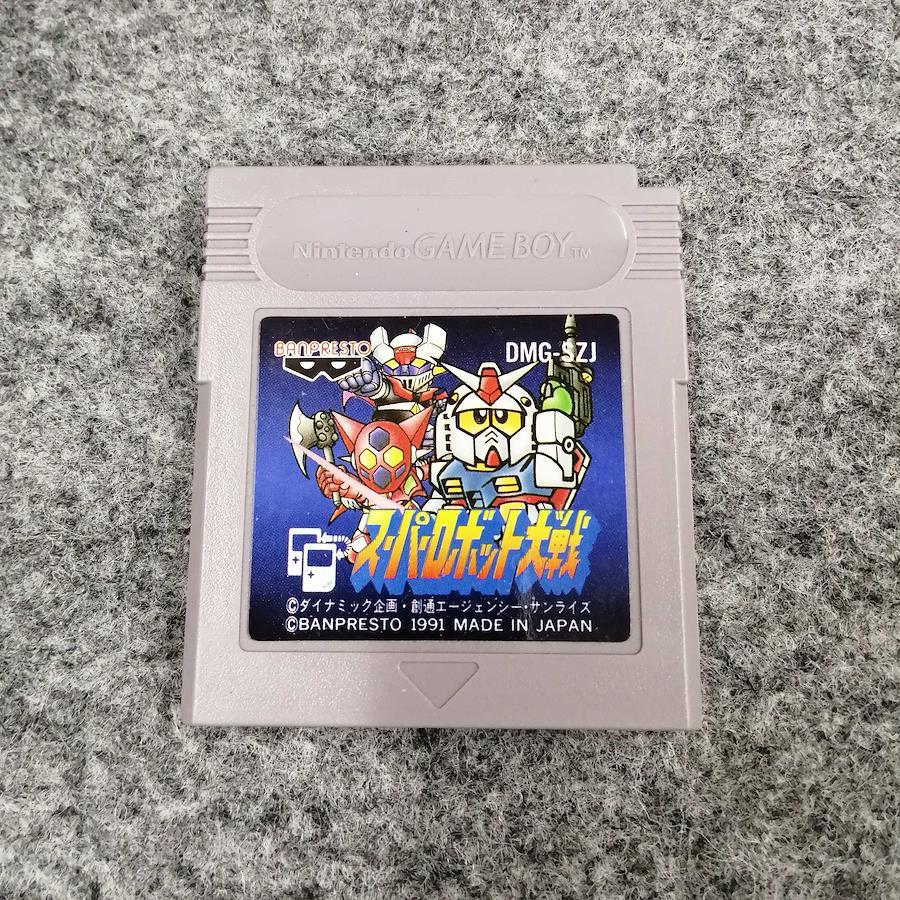 Nintendo GAME BOY TM
BANPRESTO
DMG-SZJ
スーパーロボット大戦
©ダイナミック企画・創通エージェンシー・サンライズ
©BANPRESTO 1991 MADE IN JAPAN